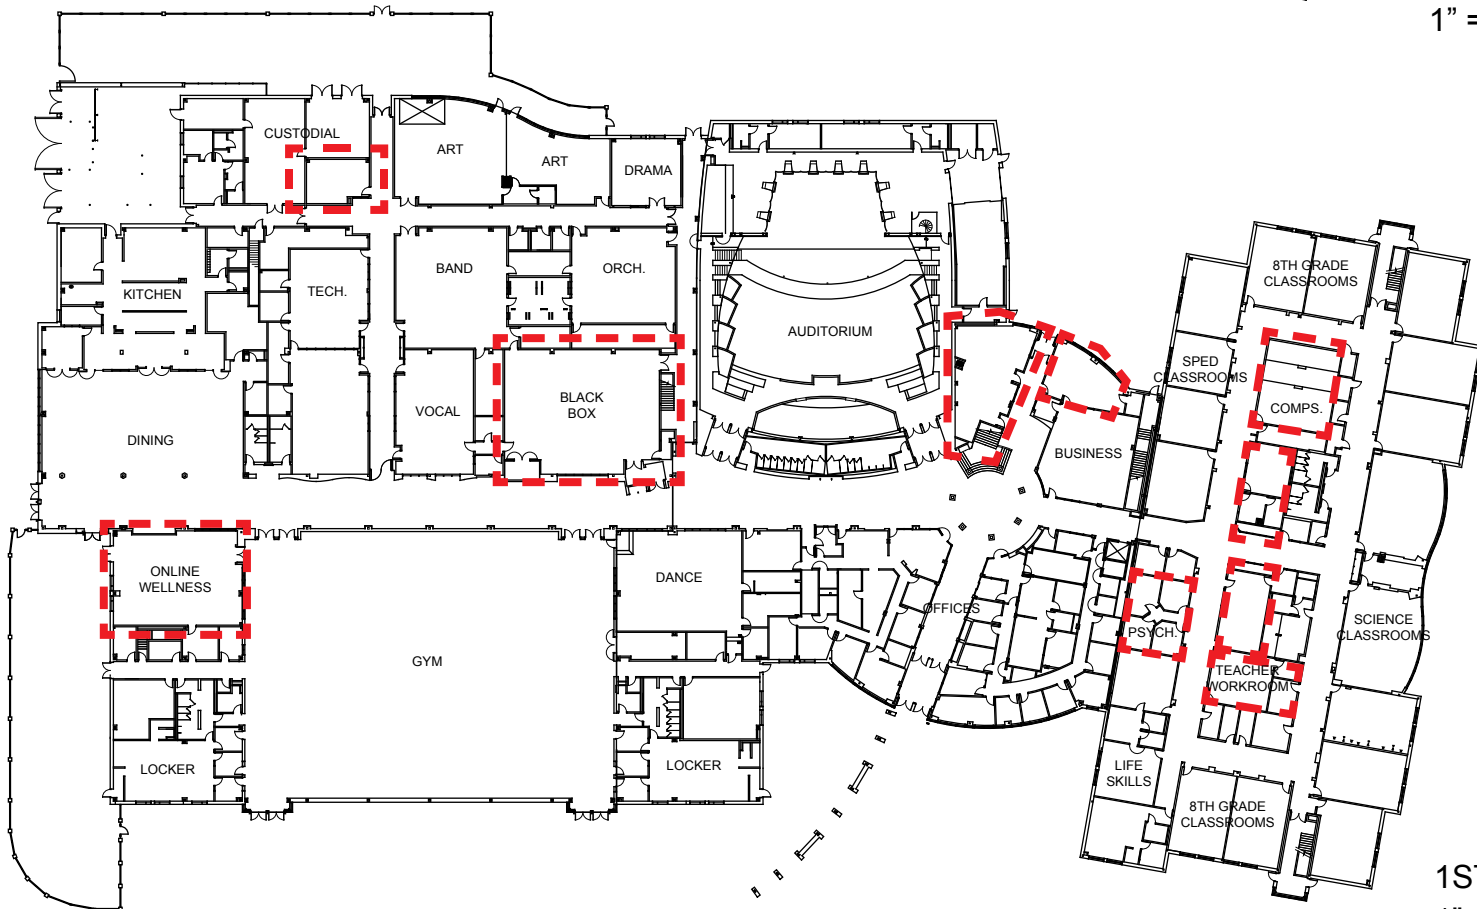 1” =
CUSTODIAL
ART
ART
DRAMA
KITCHEN
TECH.
BAND
ORCH.
AUDITORIUM
8TH GRADE
CLASSROOMS
SPED
CLASSROOMS
COMPS.
DINING
VOCAL
BLACK
BOX
BUSINESS
ONLINE
WELLNESS
DANCE
OFFICES
PSYCH.
SCIENCE
CLASSROOMS
GYM
TEACHER
WORKROOM
LOCKER
LOCKER
LIFE
SKILLS
8TH GRADE
CLASSROOMS